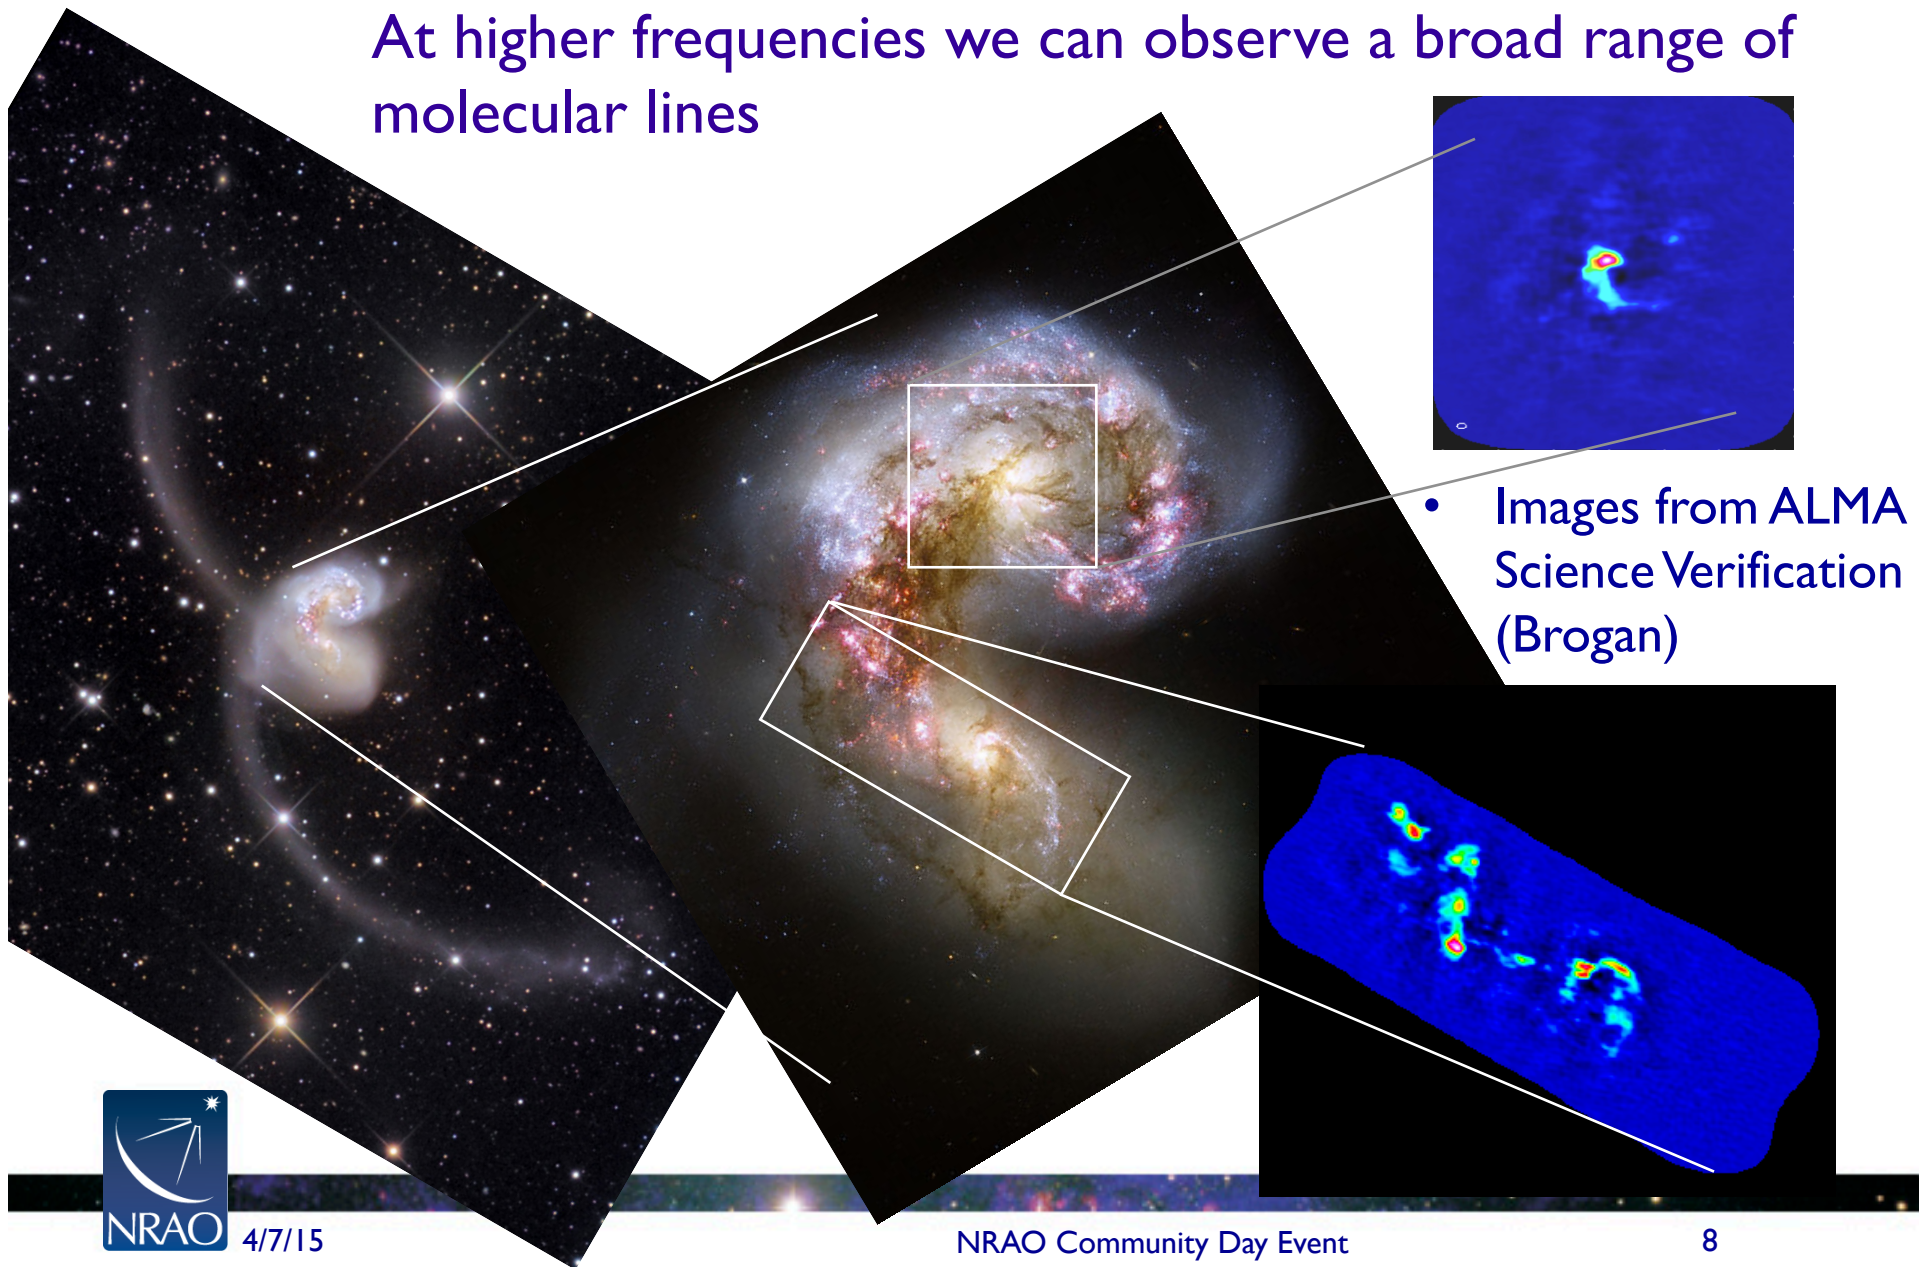 At higher frequencies we can observe a broad range of
molecular lines
• Images from ALMA
Science Verification
(Brogan)
NRAO
4/7/15
NRAO Community Day Event
8